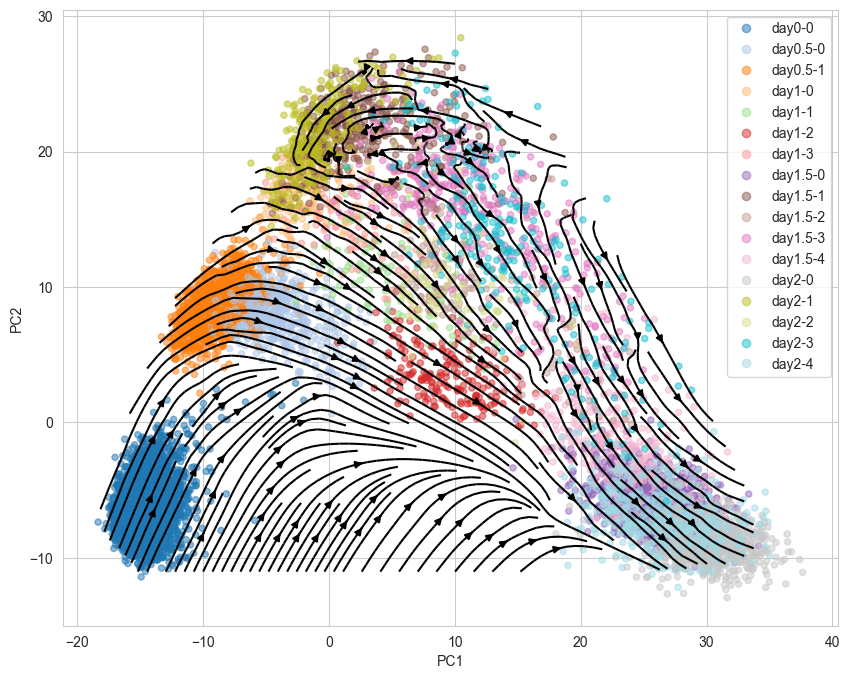 30
20
10
0
−10
PC2
−20
−10
0
10
20
30
40
PC1
day0-0
day0.5-0
day0.5-1
day1-0
day1-1
day1-2
day1-3
day1.5-0
day1.5-1
day1.5-2
day1.5-3
day1.5-4
day2-0
day2-1
day2-2
day2-3
day2-4